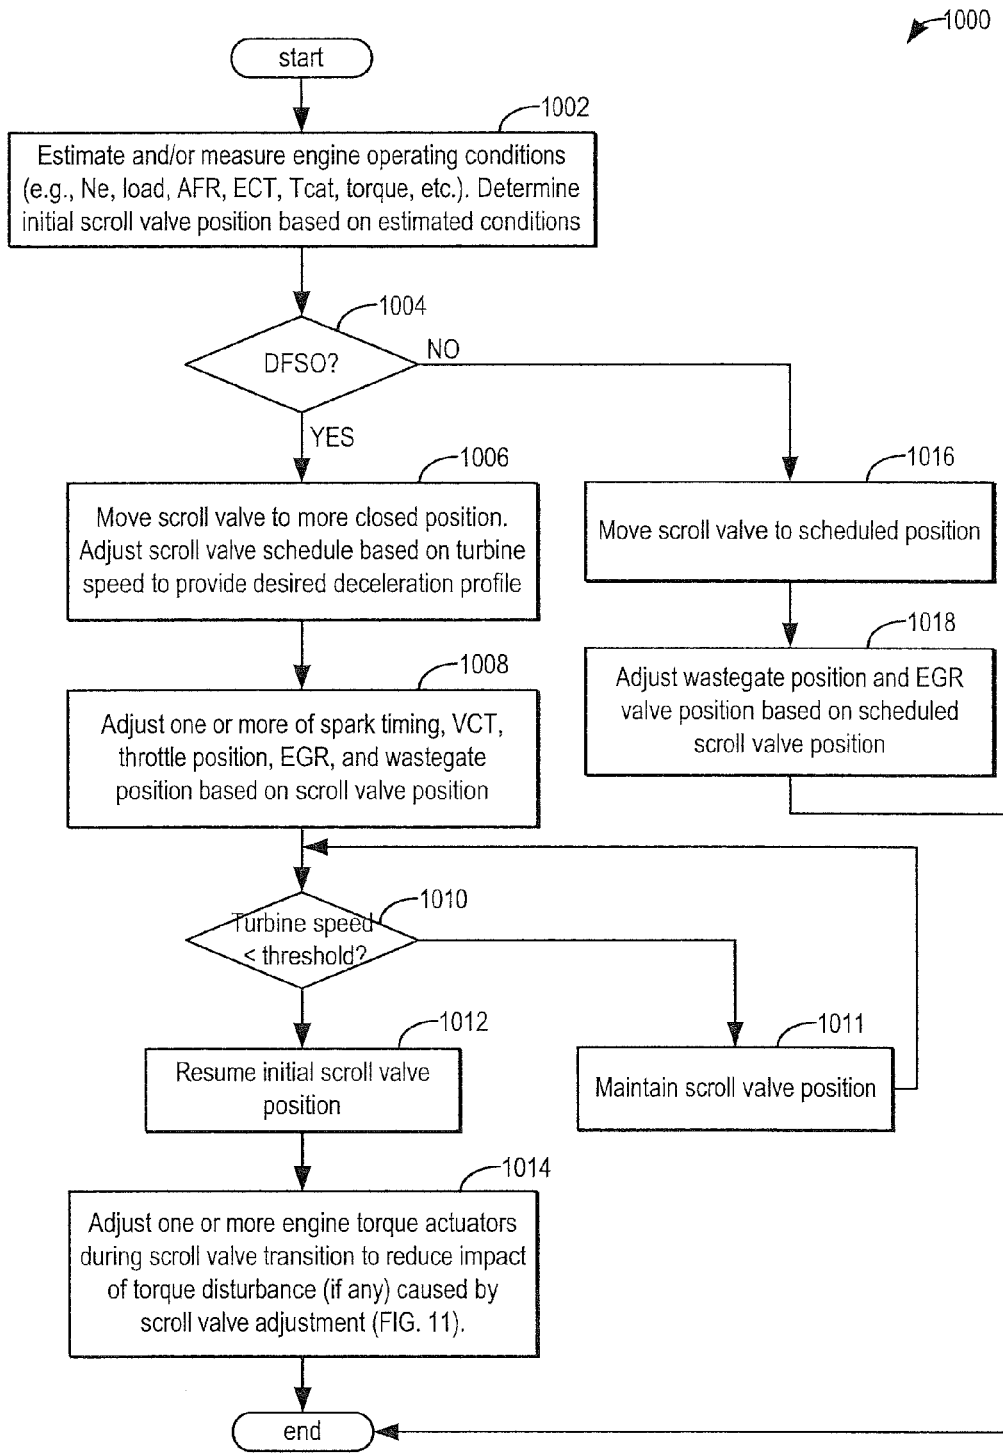 1000
start
1002
Estimate and/or measure engine operating conditions
(e.g., Ne, load, AFR, ECT, Tcat, torque, etc.). Determine
initial scroll valve position based on estimated conditions
1004
DFSO?
NO
YES
1006
Move scroll valve to more closed position.
Adjust scroll valve schedule based on turbine
speed to provide desired deceleration profile
1016
Move scroll valve to scheduled position
1008
Adjust one or more of spark timing, VCT,
throttle position, EGR, and wastegate
position based on scroll valve position
1018
Adjust wastegate position and EGR
valve position based on scheduled
scroll valve position
1010
Turbine speed
< threshold?
1012
Resume initial scroll valve
position
1011
Maintain scroll valve position
1014
Adjust one or more engine torque actuators
during scroll valve transition to reduce impact
of torque disturbance (if any) caused by
scroll valve adjustment (FIG. 11).
end